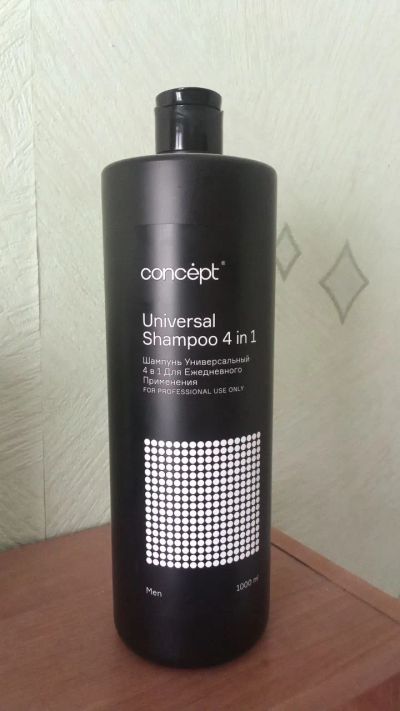 concépt®
Universal
Shampoo 4 in 1
Шампунь Универсальный
4 в 1 Для Ежедневного
Применения
FOR PROFESSIONAL USE ONLY
Men
1000 ml